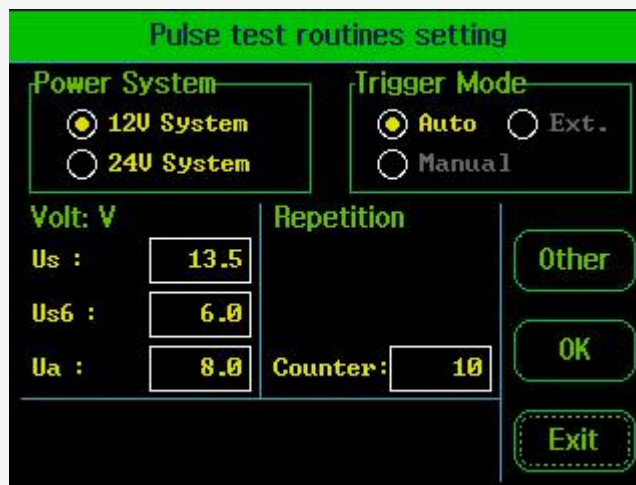 Pulse test routines setting
Power System
12V System
24V System
Trigger Mode
Auto
Ext.
Manual
Volt: V
Us : 13.5
Us6 : 6.0
Ua : 8.0
Repetition
Counter: 10
Other
OK
Exit